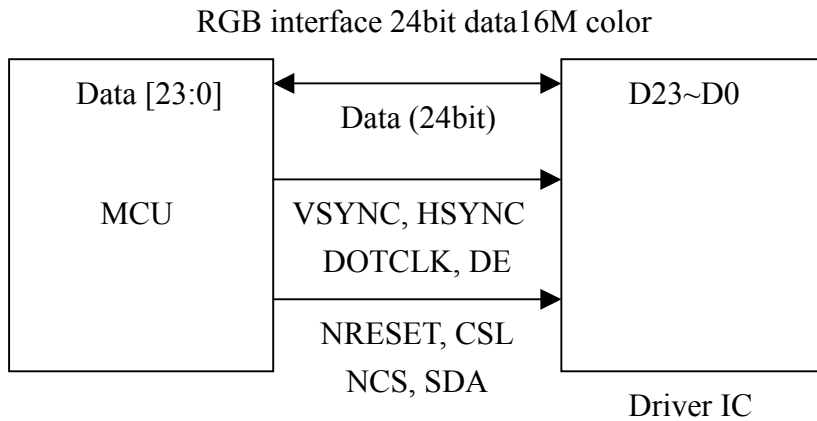 RGB interface 24bit data16M color
Data [23:0]
D23~D0
Data (24bit)
MCU
VSYNC, HSYNC
DOTCLK, DE
NRESET, CSL
NCS, SDA
Driver IC